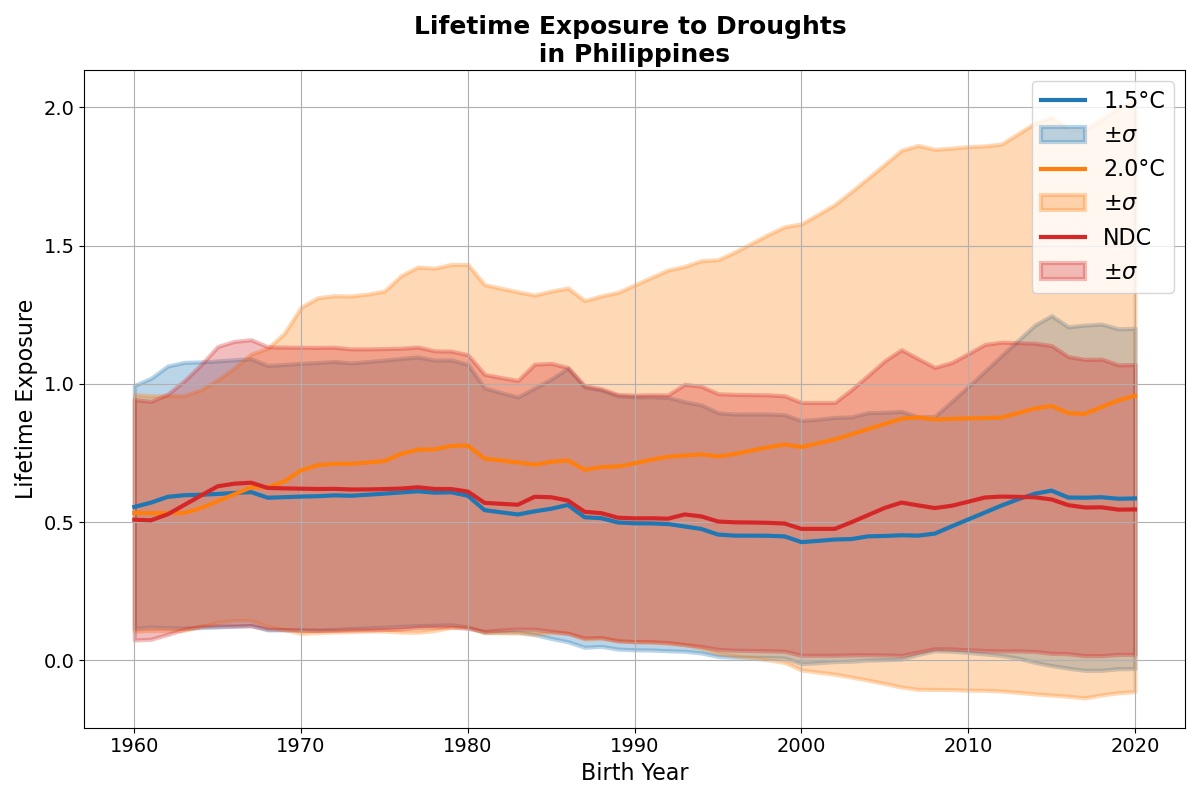 Lifetime Exposure to Droughts
in Philippines
Lifetime Exposure
2.0
1.5
1.0
0.5
0.0
1960
1970
1980
1990
2000
2010
2020
Birth Year
1.5°C
±σ
2.0°C
±σ
NDC
±σ